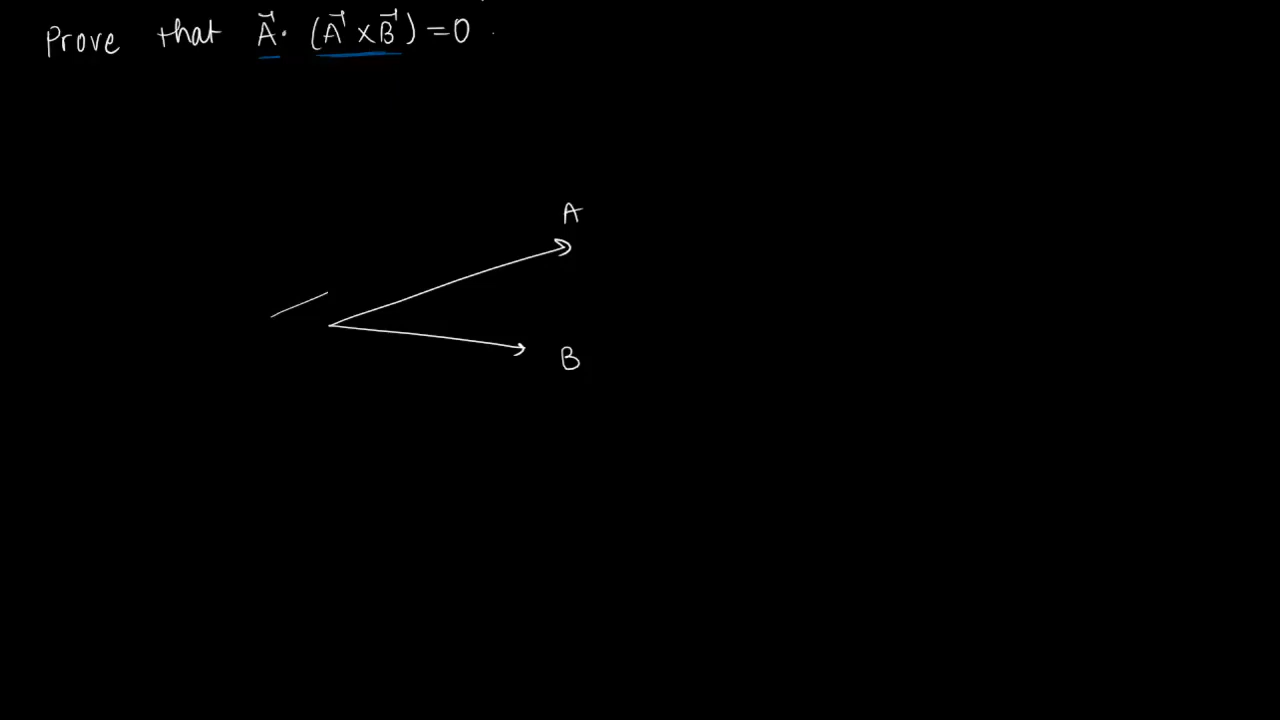 Prove that A⃗ · (A⃗ × B⃗) = 0
A
B